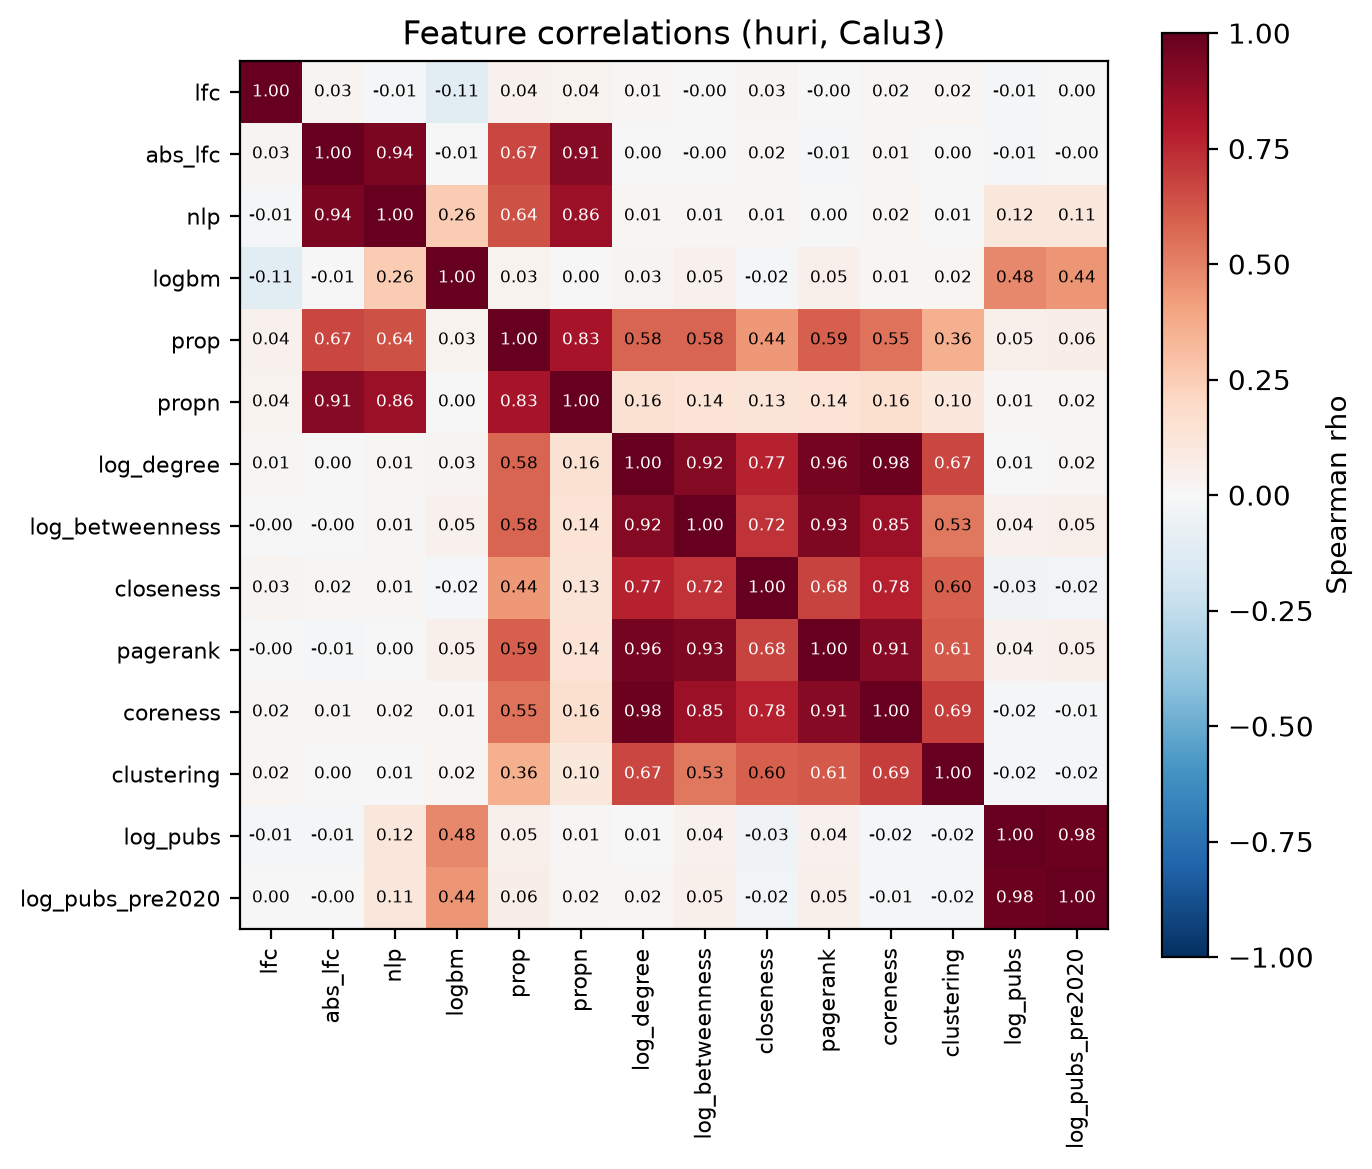 Feature correlations (huri, Calu3)
lfc 1.00 0.03 -0.01 -0.11 0.04 0.04 0.01 -0.00 0.03 -0.00 0.02 0.02 -0.01 0.00
abs_lfc 0.03 1.00 0.94 -0.01 0.67 0.91 0.00 -0.00 0.02 -0.01 0.01 0.00 -0.01 -0.00
nlp -0.01 0.94 1.00 0.26 0.64 0.86 0.01 0.01 0.01 0.00 0.02 0.01 0.12 0.11
logbm -0.11 -0.01 0.26 1.00 0.03 0.00 0.03 0.05 -0.02 0.05 0.01 0.02 0.48 0.44
prop 0.04 0.67 0.64 0.03 1.00 0.83 0.58 0.58 0.44 0.59 0.55 0.36 0.05 0.06
propn 0.04 0.91 0.86 0.00 0.83 1.00 0.16 0.14 0.13 0.14 0.16 0.10 0.01 0.02
log_degree 0.01 0.00 0.01 0.03 0.58 0.16 1.00 0.92 0.77 0.96 0.98 0.67 0.01 0.02
log_betweenness -0.00 -0.00 0.01 0.05 0.58 0.14 0.92 1.00 0.72 0.93 0.85 0.53 0.04 0.05
closeness 0.03 0.02 0.01 -0.02 0.44 0.13 0.77 0.72 1.00 0.68 0.78 0.60 -0.03 -0.02
pagerank -0.00 -0.01 0.00 0.05 0.59 0.14 0.96 0.93 0.68 1.00 0.91 0.61 0.04 0.05
coreness 0.02 0.01 0.02 0.01 0.55 0.16 0.98 0.85 0.78 0.91 1.00 0.69 -0.02 -0.01
clustering 0.02 0.00 0.01 0.02 0.36 0.10 0.67 0.53 0.60 0.61 0.69 1.00 -0.02 -0.02
log_pubs -0.01 -0.01 0.12 0.48 0.05 0.01 0.01 0.04 -0.03 0.04 -0.02 -0.02 1.00 0.98
log_pubs_pre2020 0.00 -0.00 0.11 0.44 0.06 0.02 0.02 0.05 -0.02 0.05 -0.01 -0.02 0.98 1.00
lfc
abs_lfc
nlp
logbm
prop
propn
log_degree
log_betweenness
closeness
pagerank
coreness
clustering
log_pubs
log_pubs_pre2020
1.00
0.75
0.50
0.25
0.00
−0.25
−0.50
−0.75
−1.00
Spearman rho